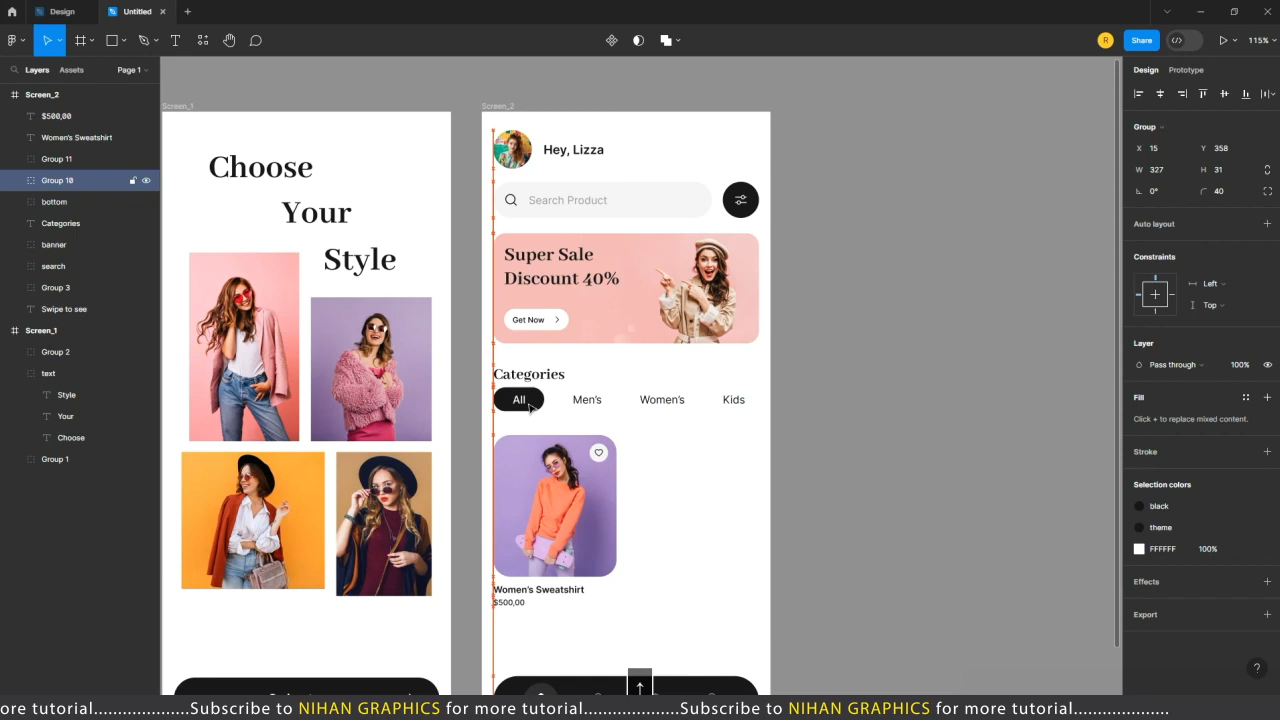 Design
Untitled
R
Share
115%
Layers
Assets
Page 1
Screen_2
$500,00
Women's Sweatshirt
Group 11
Group 10
bottom
Categories
banner
search
Group 3
Swipe to see
Screen_1
Group 2
text
Style
Your
Choose
Group 1
Screen_1
Choose
Your
Style
Screen_2
Hey, Lizza
Search Product
Super Sale
Discount 40%
Get Now
Categories
All
Men's
Women's
Kids
Women's Sweatshirt
$500,00
Design
Prototype
Group
X 15
Y 358
W 327
H 31
0°
40
Auto layout
Constraints
Left
Top
Layer
Pass through
100%
Fill
Click + to replace mixed content.
Stroke
Selection colors
black
theme
FFFFFF 100%
Effects
Export
?
ore tutorial....................Subscribe to NIHAN GRAPHICS for more tutorial....................Subscribe to NIHAN GRAPHICS for more tutorial....................